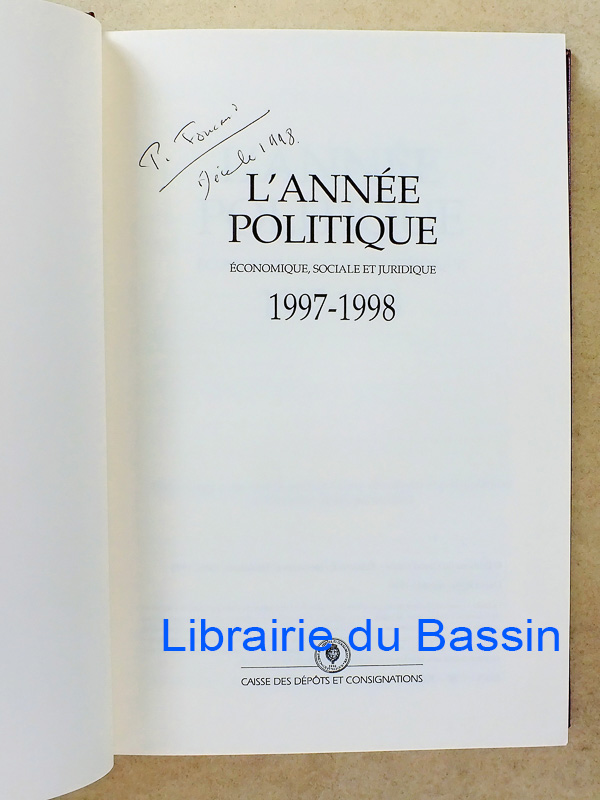 P.
1998.
L'ANNÉE
POLITIQUE
ÉCONOMIQUE, SOCIALE ET JURIDIQUE
1997-1998
Librairie du Bassin
CAISSE DES DÉPÔTS ET CONSIGNATIONS